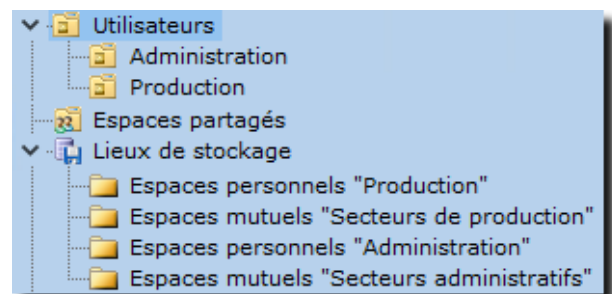 Utilisateurs
Administration
Production
Espaces partagés
Lieux de stockage
Espaces personnels "Production"
Espaces mutuels "Secteurs de production"
Espaces personnels "Administration"
Espaces mutuels "Secteurs administratifs"